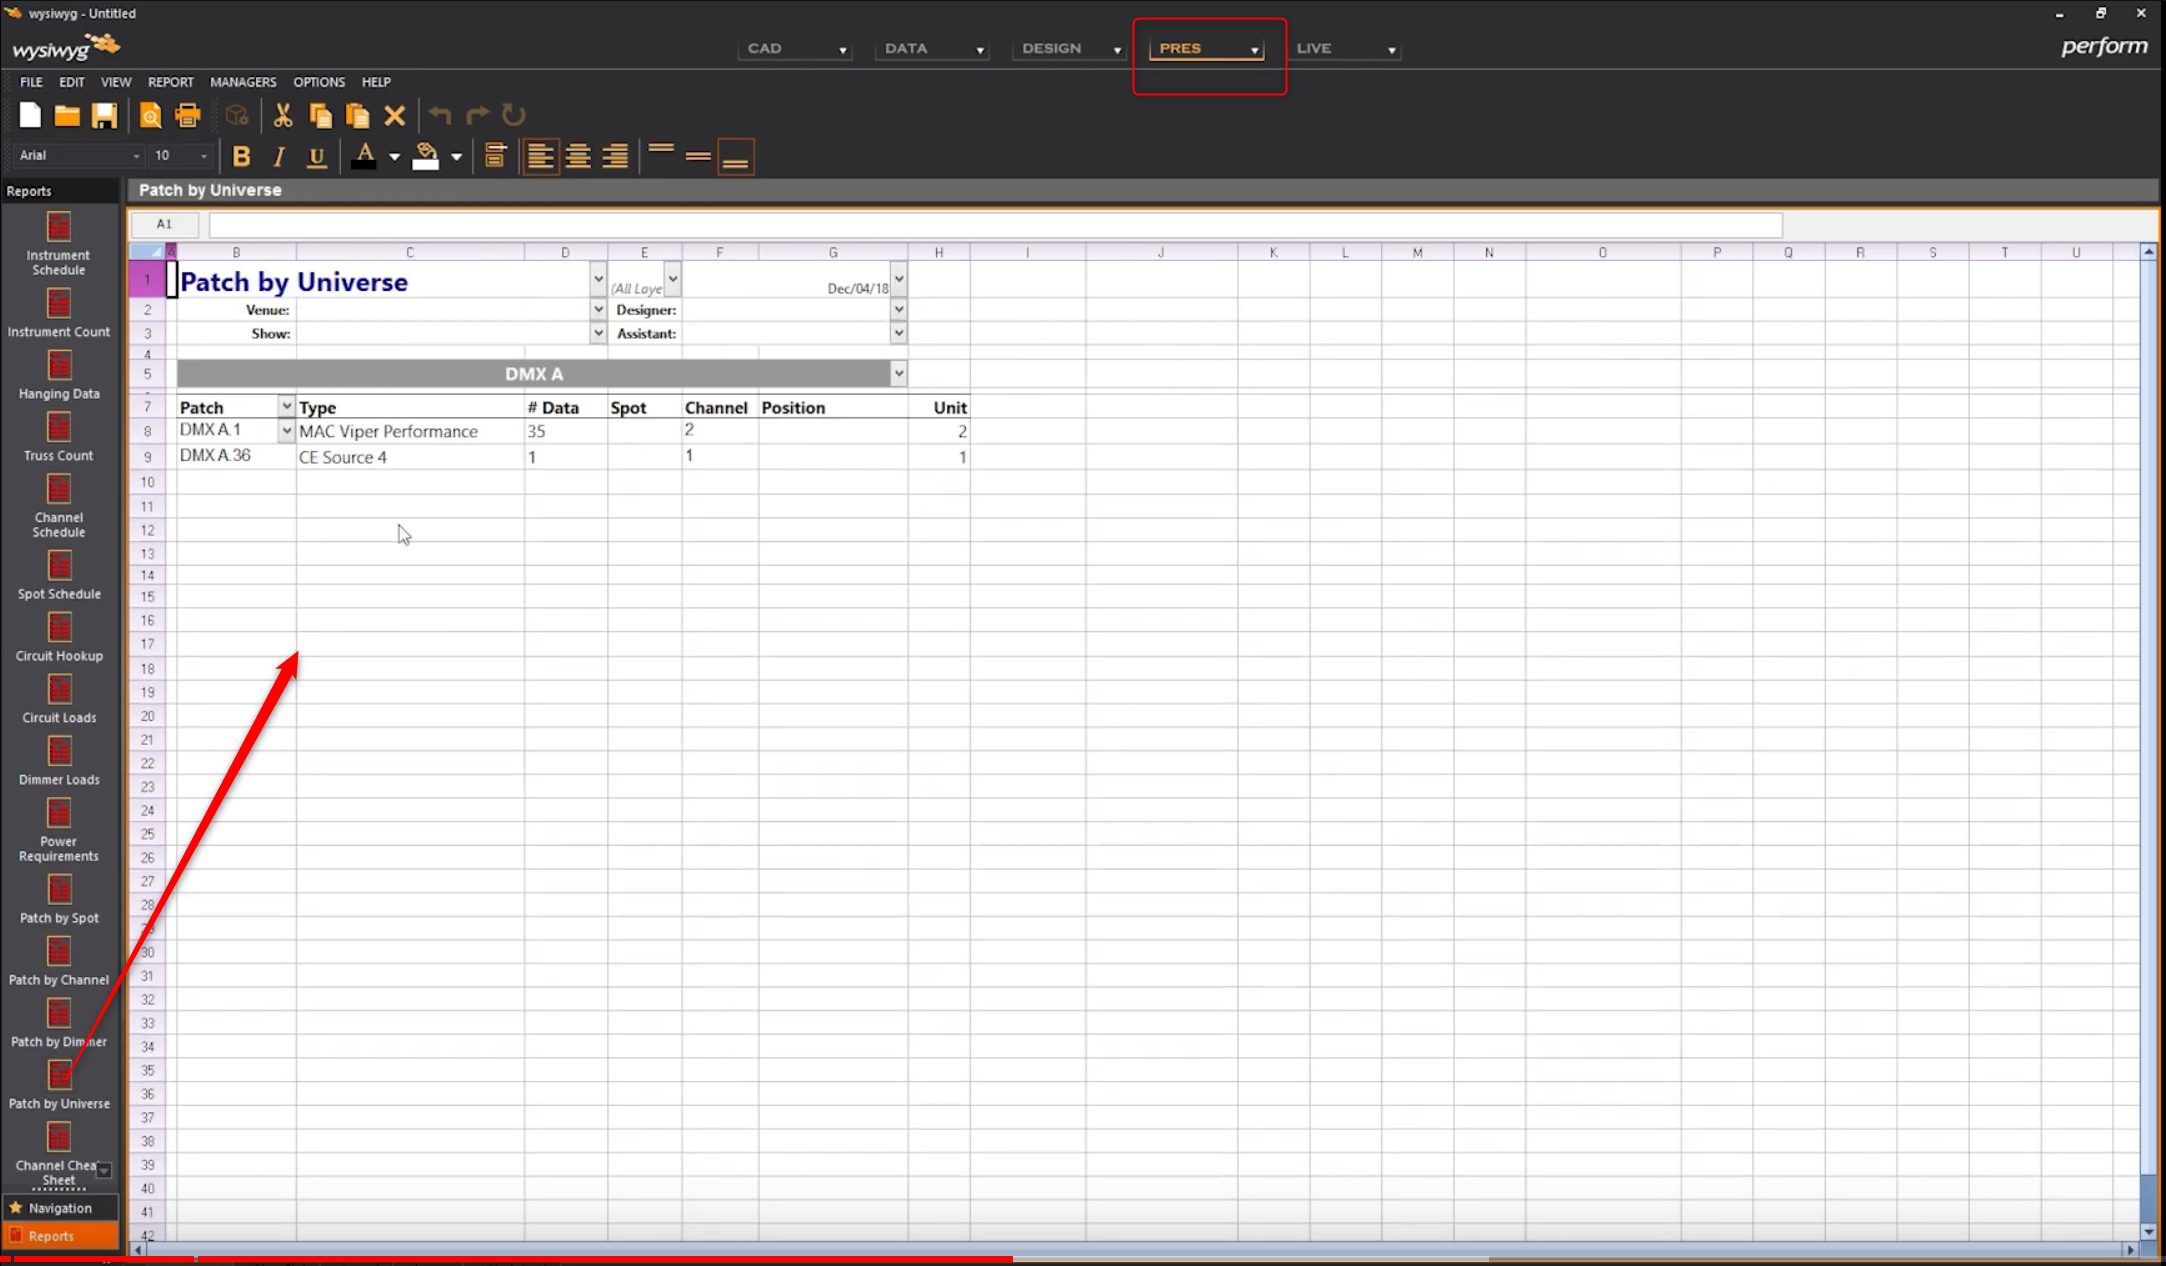 wysiwyg - Untitled
wysiwyg
CAD DATA DESIGN PRES LIVE
perform
FILE EDIT VIEW REPORT MANAGERS OPTIONS HELP
Arial 10 B I U A
Reports
Patch by Universe
A1
A B C D E F G H I J K L M N O P Q R S T U
1 Patch by Universe (All Laye Dec/04/18
2 Venue: Designer:
3 Show: Assistant:
4
5 DMX A
7 Patch Type # Data Spot Channel Position Unit
8 DMX A.1 MAC Viper Performance 35 2 2
9 DMX A.36 CE Source 4 1 1 1
10
11
12
13
14
15
16
17
18
19
20
21
22
23
24
25
26
27
28
30
31
32
33
34
35
36
37
38
39
40
41
42
Instrument
Schedule
Instrument Count
Hanging Data
Truss Count
Channel
Schedule
Spot Schedule
Circuit Hookup
Circuit Loads
Dimmer Loads
Power
Requirements
Patch by Spot
Patch by Channel
Patch by Dimmer
Patch by Universe
Channel Cheat
Sheet
Navigation
Reports